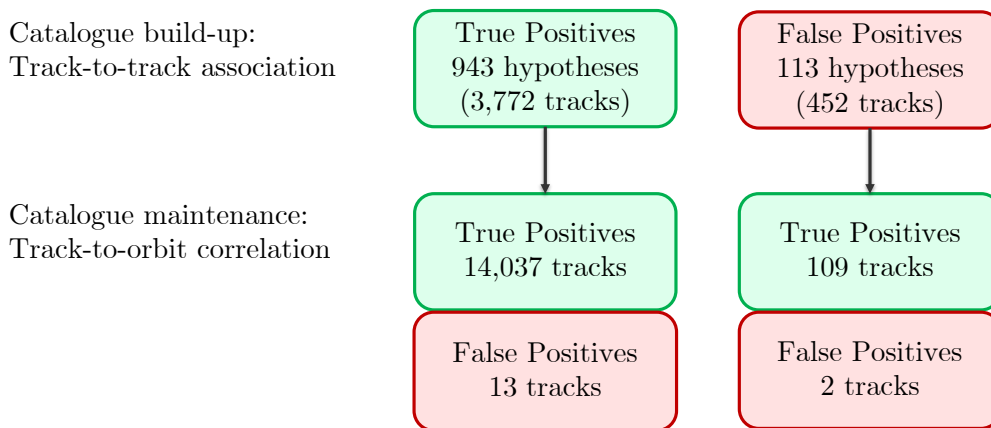 Catalogue build-up:
Track-to-track association
True Positives
943 hypotheses
(3,772 tracks)
False Positives
113 hypotheses
(452 tracks)
Catalogue maintenance:
Track-to-orbit correlation
True Positives
14,037 tracks
True Positives
109 tracks
False Positives
13 tracks
False Positives
2 tracks